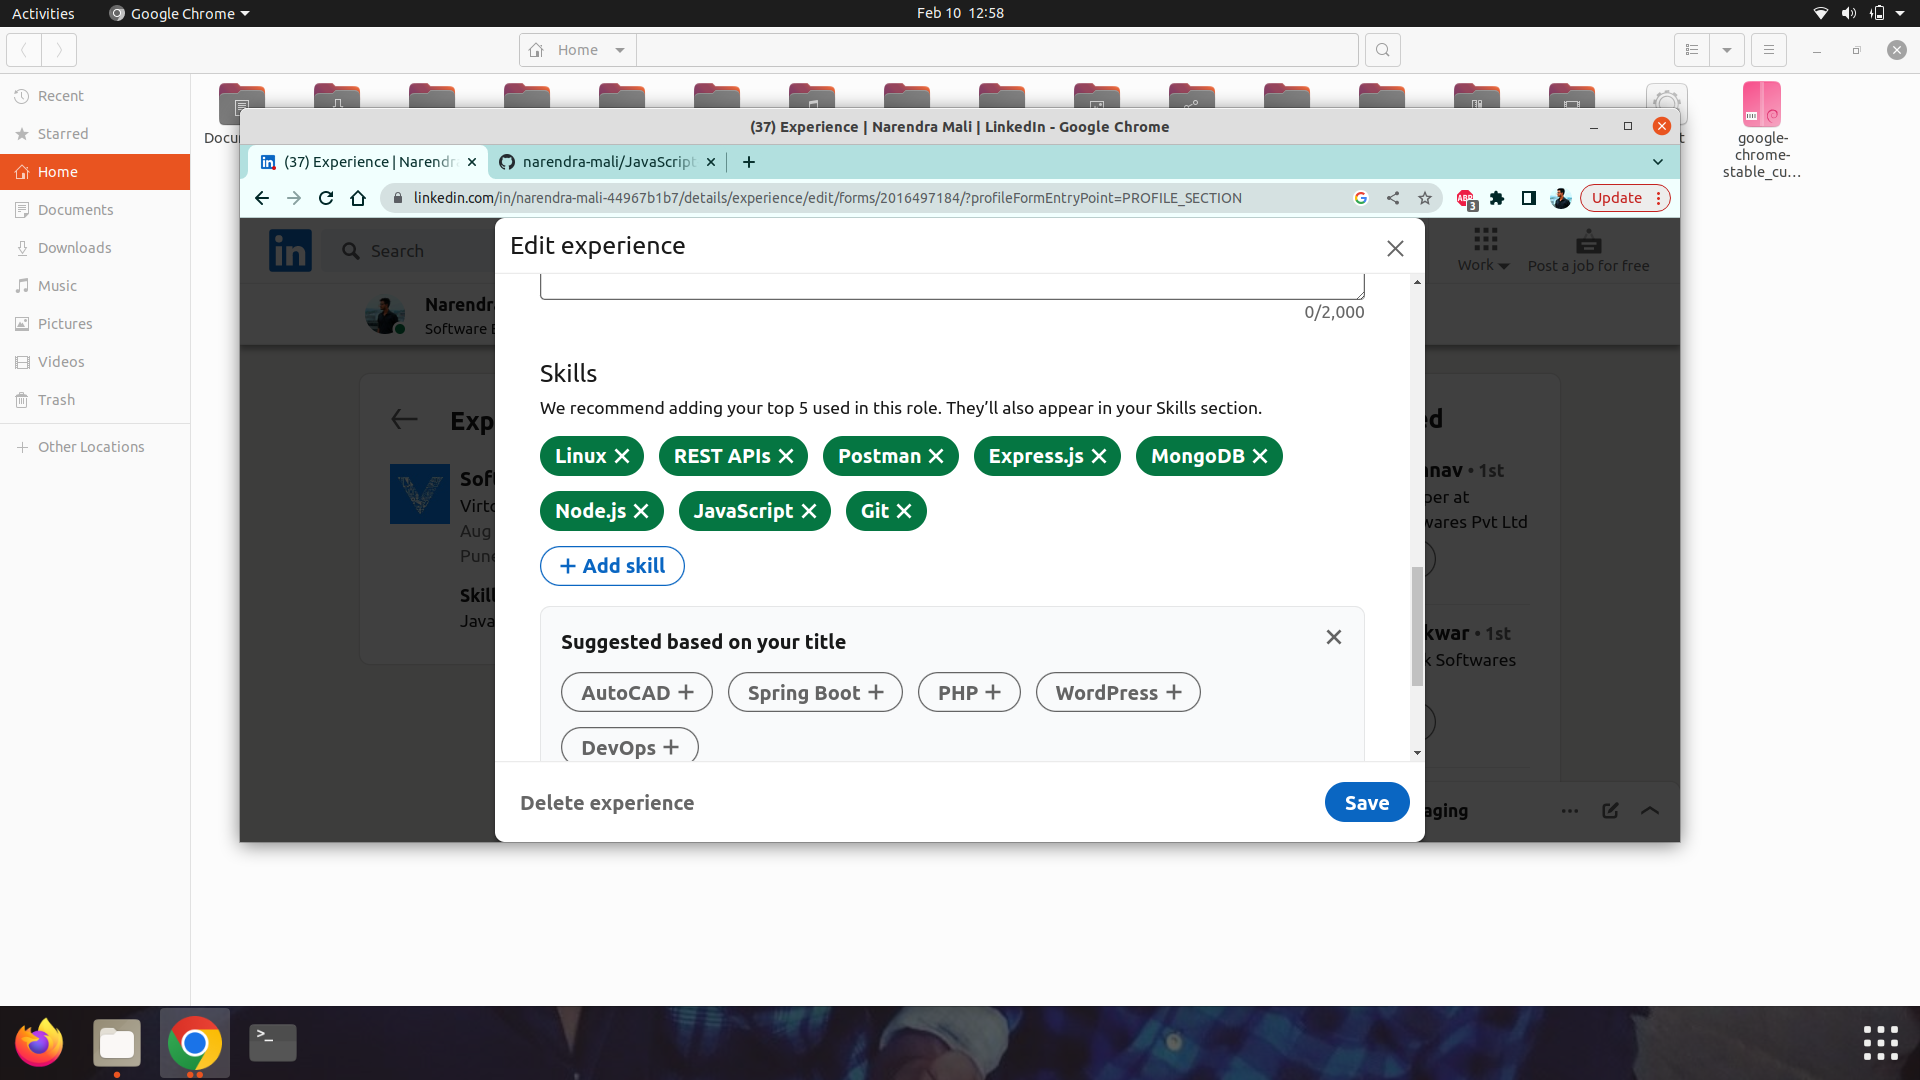 Activities
Google Chrome
Feb 10 12:58
Home
Recent
Starred
Home
Documents
Downloads
Music
Pictures
Videos
Trash
Other Locations
Docu
t
google-
chrome-
stable_cu...
(37) Experience | Narendra Mali | LinkedIn - Google Chrome
(37) Experience | Narendra
narendra-mali/JavaScript
linkedin.com/in/narendra-mali-44967b1b7/details/experience/edit/forms/2016497184/?profileFormEntryPoint=PROFILE_SECTION
ABP
3
Update
in
Search
Work
Post a job for free
Narendr
Software E
Edit experience
0/2,000
Skills
We recommend adding your top 5 used in this role. They’ll also appear in your Skills section.
Linux
REST APIs
Postman
Express.js
MongoDB
Node.js
JavaScript
Git
+ Add skill
Suggested based on your title
AutoCAD +
Spring Boot +
PHP +
WordPress +
DevOps +
Delete experience
Save
Exp
Soft
Virto
Aug
Pune
Skill
Java
ed
nav • 1st
per at
wares Pvt Ltd
kwar • 1st
k Softwares
aging